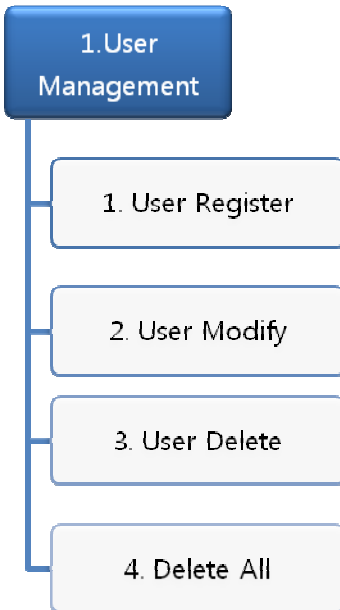 1.User
Management
1. User Register
2. User Modify
3. User Delete
4. Delete All